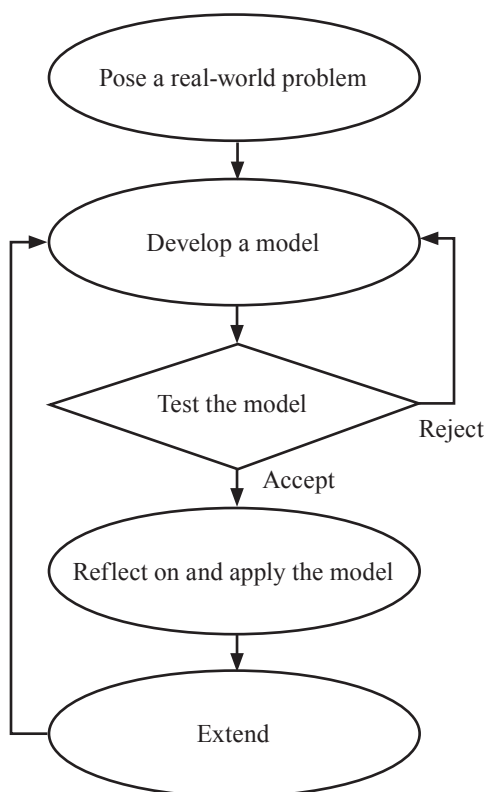 Pose a real-world problem
Develop a model
Test the model
Reject
Accept
Reflect on and apply the model
Extend